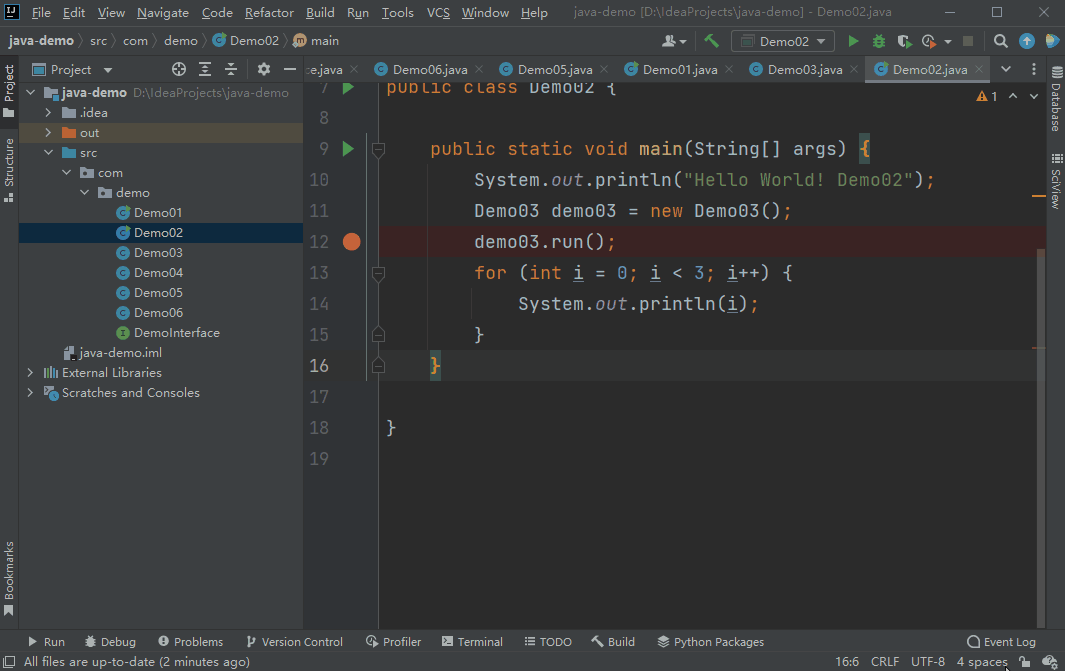 File Edit View Navigate Code Refactor Build Run Tools VCS Window Help java-demo [D:\IdeaProjects\java-demo] - Demo02.java
java-demo src com demo Demo02 main Demo02
Project
Project
:e.java Demo06.java Demo05.java Demo01.java Demo03.java Demo02.java
java-demo D:\IdeaProjects\java-demo
.idea
out
src
com
demo
Demo01
Demo02
Demo03
Demo04
Demo05
Demo06
DemoInterface
java-demo.iml
External Libraries
Scratches and Consoles
Structure
Bookmarks
7 public class Demo02 {
8
9 public static void main(String[] args) {
10 System.out.println("Hello World! Demo02");
11 Demo03 demo03 = new Demo03();
12 demo03.run();
13 for (int i = 0; i < 3; i++) {
14 System.out.println(i);
15 }
16 }
17
18 }
19
1
Database
SciView
Run Debug Problems Version Control Profiler Terminal TODO Build Python Packages Event Log
All files are up-to-date (2 minutes ago) 16:6 CRLF UTF-8 4 spaces